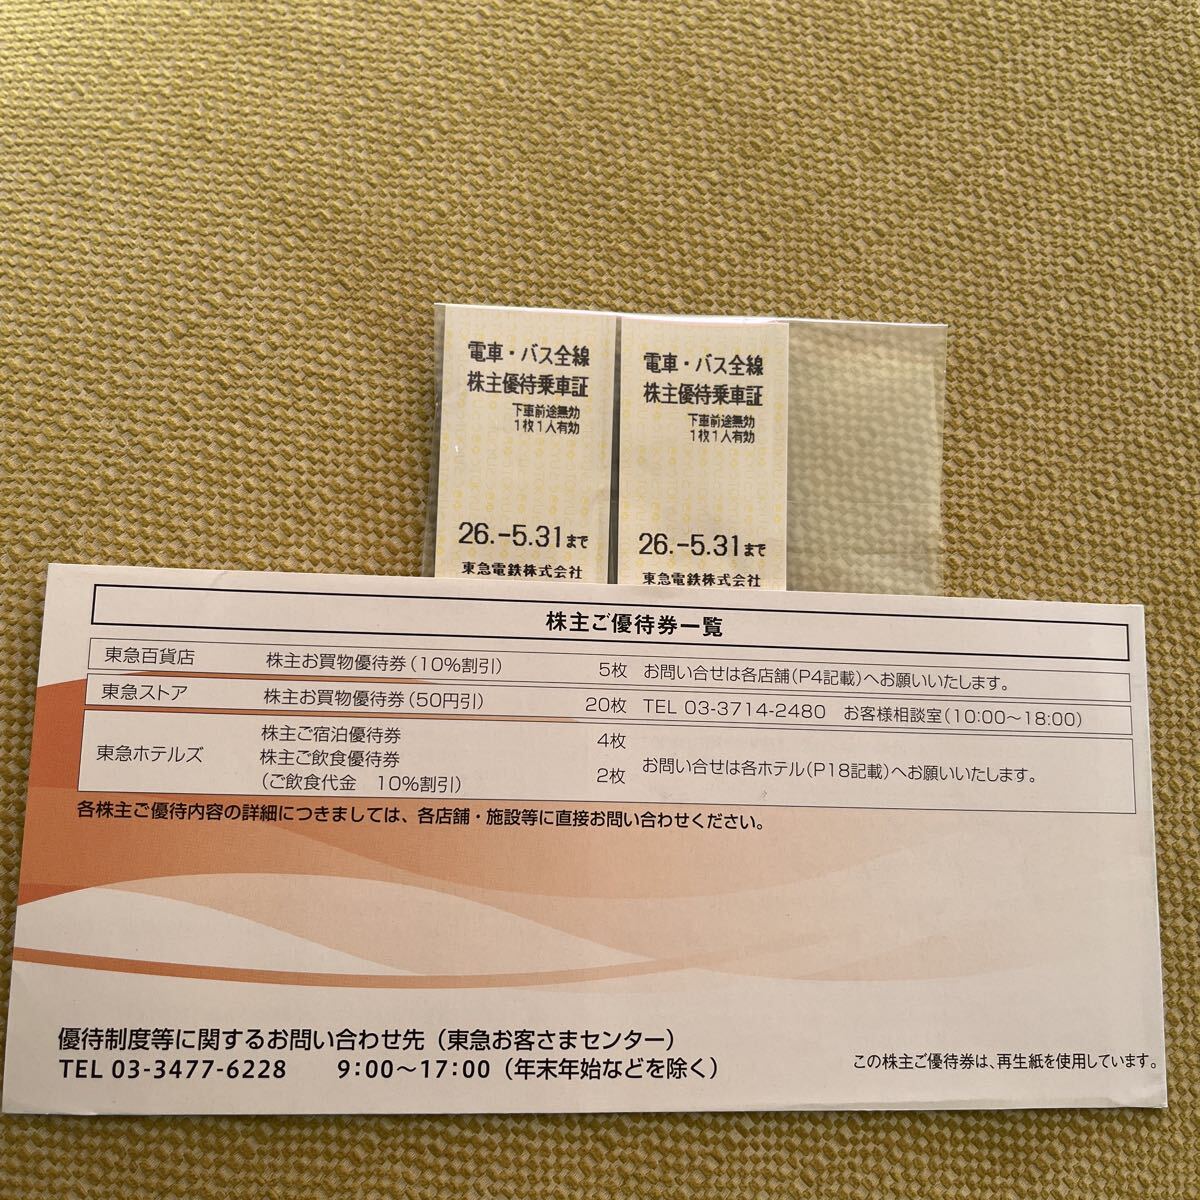 電車・バス全線
株主優待乗車証
下車前途無効
1枚1人有効
26.-5.31まで
東急電鉄株式会社
電車・バス全線
株主優待乗車証
下車前途無効
1枚1人有効
26.-5.31まで
東急電鉄株式会社
株主ご優待券一覧
東急百貨店 株主お買物優待券(10%割引) 5枚 お問い合せは各店舗(P4記載)へお願いいたします。
東急ストア 株主お買物優待券(50円引) 20枚 TEL 03-3714-2480 お客様相談室(10:00〜18:00)
東急ホテルズ
株主ご宿泊優待券 4枚
株主ご飲食優待券
(ご飲食代金 10%割引) 2枚
お問い合せは各ホテル(P18記載)へお願いいたします。
各株主ご優待内容の詳細につきましては、各店舗・施設等に直接お問い合わせください。
優待制度等に関するお問い合わせ先(東急お客さまセンター)
TEL 03-3477-6228 9:00〜17:00(年末年始などを除く)
この株主ご優待券は、再生紙を使用しています。